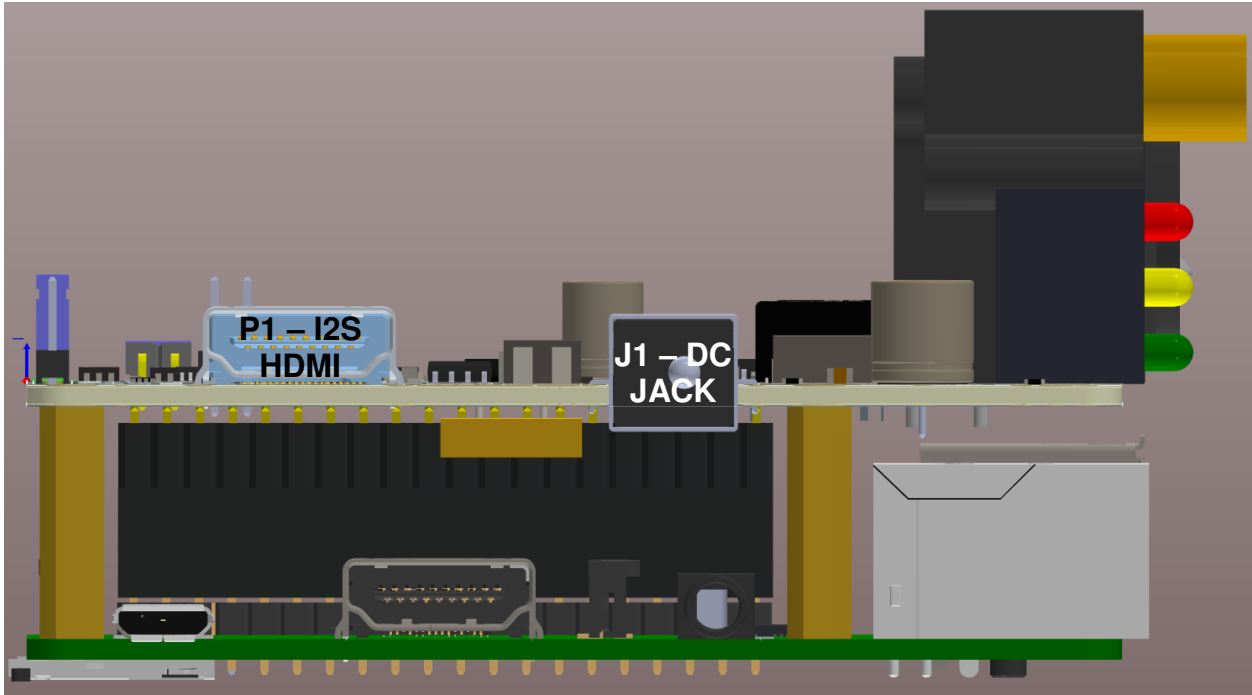 P1 – I2S
HDMI
J1 – DC
JACK